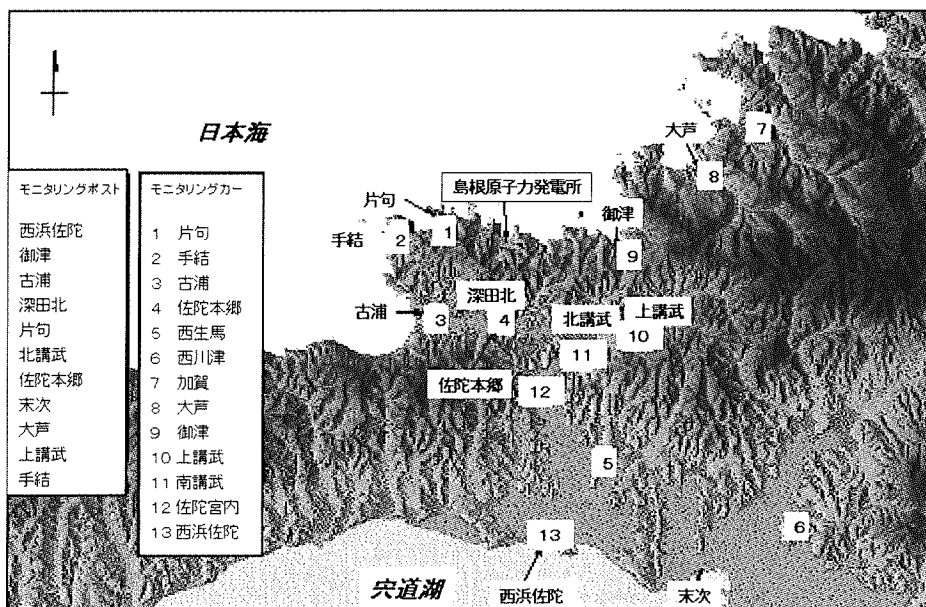 日本海
モニタリングポスト
西浜佐陀
御津
古浦
深田北
片句
北講武
佐陀本郷
末次
大芦
上講武
手結
モニタリングカー
1 片句
2 手結
3 古浦
4 佐陀本郷
5 西生馬
6 西川津
7 加賀
8 大芦
9 御津
10 上講武
11 南講武
12 佐陀宮内
13 西浜佐陀
7
大芦
8
島根原子力発電所
片句
1
御津
手結
2
9
深田北
古浦
3
4
北講武
上講武
10
11
佐陀本郷
12
5
6
13
宍道湖
西浜佐陀
末次